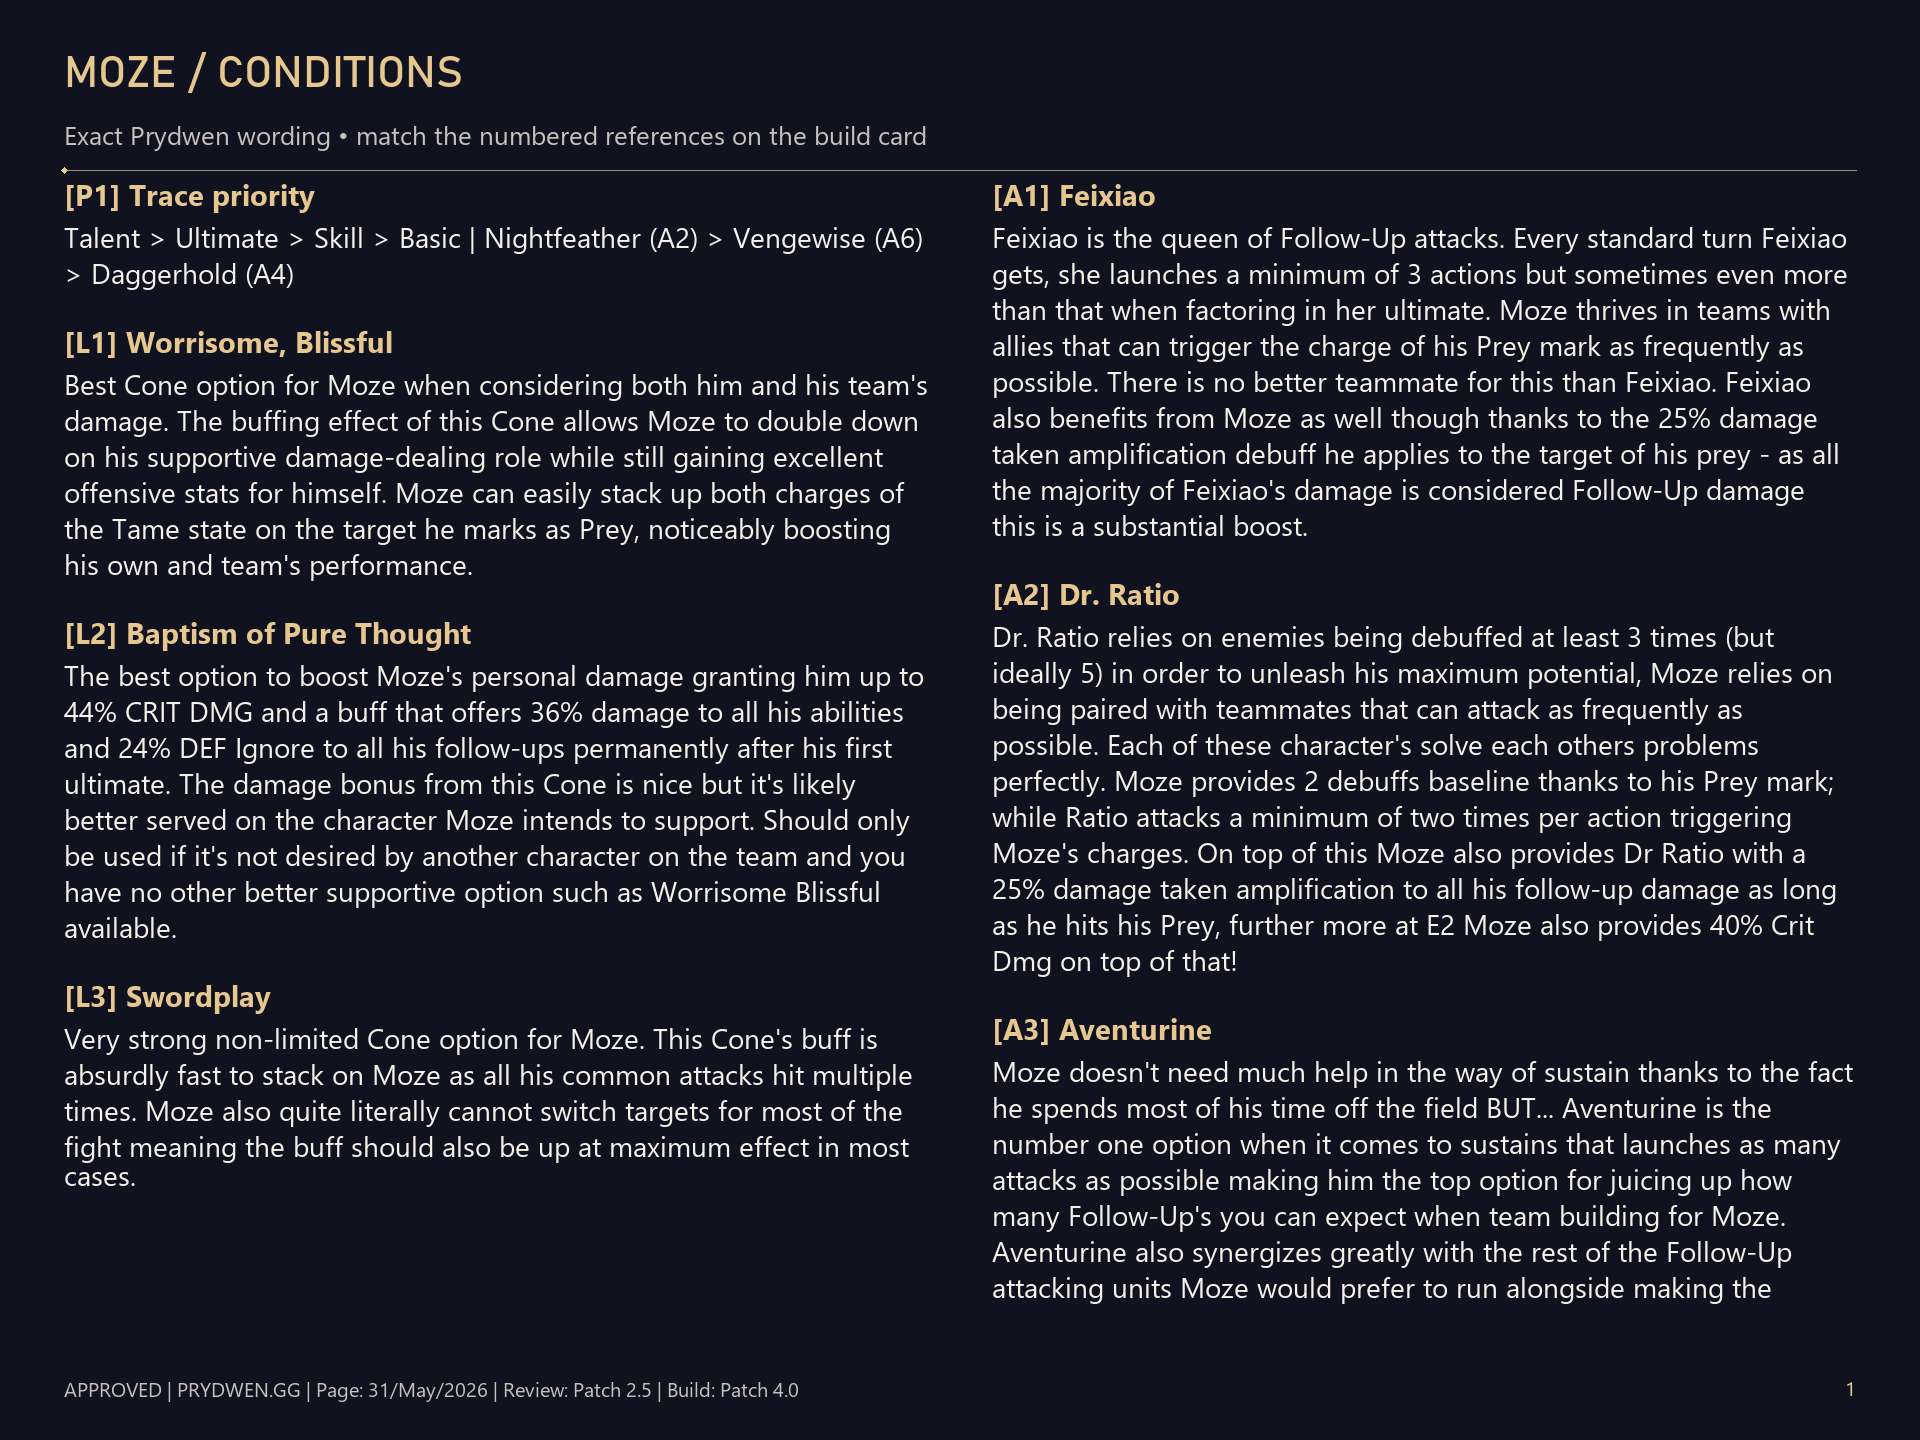 MOZE / CONDITIONS
Exact Prydwen wording • match the numbered references on the build card
[P1] Trace priority
Talent > Ultimate > Skill > Basic | Nightfeather (A2) > Vengewise (A6)
> Daggerhold (A4)
[L1] Worrisome, Blissful
Best Cone option for Moze when considering both him and his team's
damage. The buffing effect of this Cone allows Moze to double down
on his supportive damage-dealing role while still gaining excellent
offensive stats for himself. Moze can easily stack up both charges of
the Tame state on the target he marks as Prey, noticeably boosting
his own and team's performance.
[L2] Baptism of Pure Thought
The best option to boost Moze's personal damage granting him up to
44% CRIT DMG and a buff that offers 36% damage to all his abilities
and 24% DEF Ignore to all his follow-ups permanently after his first
ultimate. The damage bonus from this Cone is nice but it's likely
better served on the character Moze intends to support. Should only
be used if it's not desired by another character on the team and you
have no other better supportive option such as Worrisome Blissful
available.
[L3] Swordplay
Very strong non-limited Cone option for Moze. This Cone's buff is
absurdly fast to stack on Moze as all his common attacks hit multiple
times. Moze also quite literally cannot switch targets for most of the
fight meaning the buff should also be up at maximum effect in most
cases.
[A1] Feixiao
Feixiao is the queen of Follow-Up attacks. Every standard turn Feixiao
gets, she launches a minimum of 3 actions but sometimes even more
than that when factoring in her ultimate. Moze thrives in teams with
allies that can trigger the charge of his Prey mark as frequently as
possible. There is no better teammate for this than Feixiao. Feixiao
also benefits from Moze as well though thanks to the 25% damage
taken amplification debuff he applies to the target of his prey - as all
the majority of Feixiao's damage is considered Follow-Up damage
this is a substantial boost.
[A2] Dr. Ratio
Dr. Ratio relies on enemies being debuffed at least 3 times (but
ideally 5) in order to unleash his maximum potential, Moze relies on
being paired with teammates that can attack as frequently as
possible. Each of these character's solve each others problems
perfectly. Moze provides 2 debuffs baseline thanks to his Prey mark;
while Ratio attacks a minimum of two times per action triggering
Moze's charges. On top of this Moze also provides Dr Ratio with a
25% damage taken amplification to all his follow-up damage as long
as he hits his Prey, further more at E2 Moze also provides 40% Crit
Dmg on top of that!
[A3] Aventurine
Moze doesn't need much help in the way of sustain thanks to the fact
he spends most of his time off the field BUT... Aventurine is the
number one option when it comes to sustains that launches as many
attacks as possible making him the top option for juicing up how
many Follow-Up's you can expect when team building for Moze.
Aventurine also synergizes greatly with the rest of the Follow-Up
attacking units Moze would prefer to run alongside making the
APPROVED | PRYDWEN.GG | Page: 31/May/2026 | Review: Patch 2.5 | Build: Patch 4.0
1